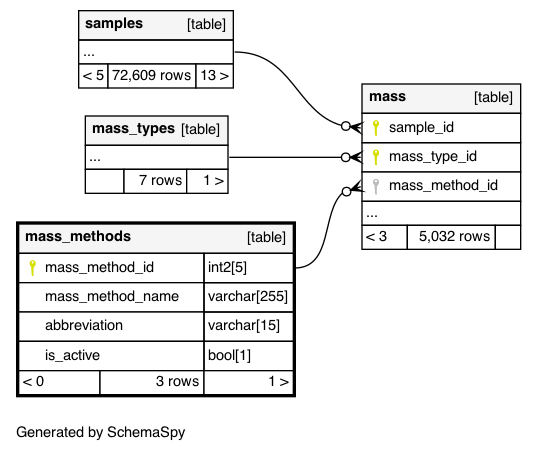 samples [table]
...
< 5 72,609 rows 13 >
mass_types [table]
...
7 rows 1 >
mass [table]
sample_id
mass_type_id
mass_method_id
...
< 3 5,032 rows
mass_methods [table]
mass_method_id int2[5]
mass_method_name varchar[255]
abbreviation varchar[15]
is_active bool[1]
< 0 3 rows 1 >
Generated by SchemaSpy